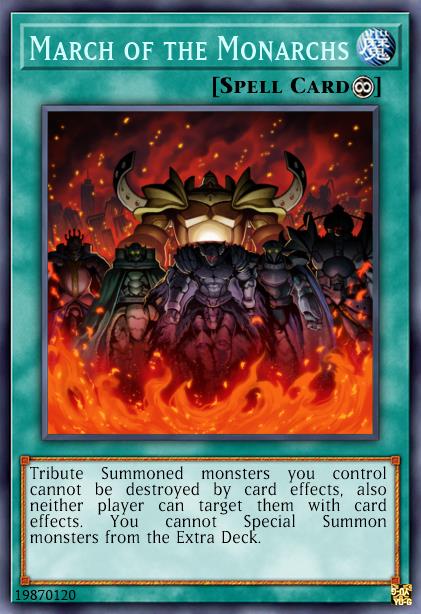 March of the Monarchs
魔
[Spell Card]
Tribute Summoned monsters you control
cannot be destroyed by card effects, also
neither player can target them with card
effects. You cannot Special Summon
monsters from the Extra Deck.
19870120